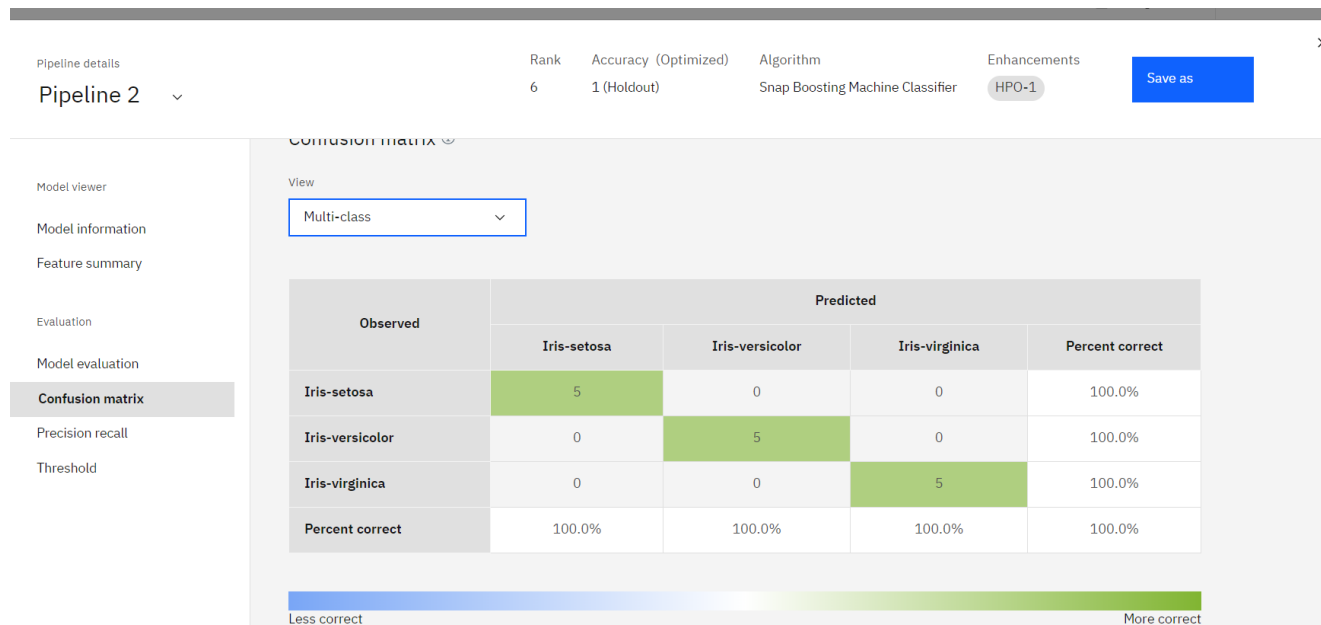 Pipeline details
Pipeline 2
Rank Accuracy (Optimized) Algorithm Enhancements
6 1 (Holdout) Snap Boosting Machine Classifier HPO-1
Save as
Model viewer
Model information
Feature summary
Evaluation
Model evaluation
Confusion matrix
Precision recall
Threshold
Confusion matrix
View
Multi-class
Observed Predicted
Iris-setosa Iris-versicolor Iris-virginica Percent correct
Iris-setosa 5 0 0 100.0%
Iris-versicolor 0 5 0 100.0%
Iris-virginica 0 0 5 100.0%
Percent correct 100.0% 100.0% 100.0% 100.0%
Less correct More correct